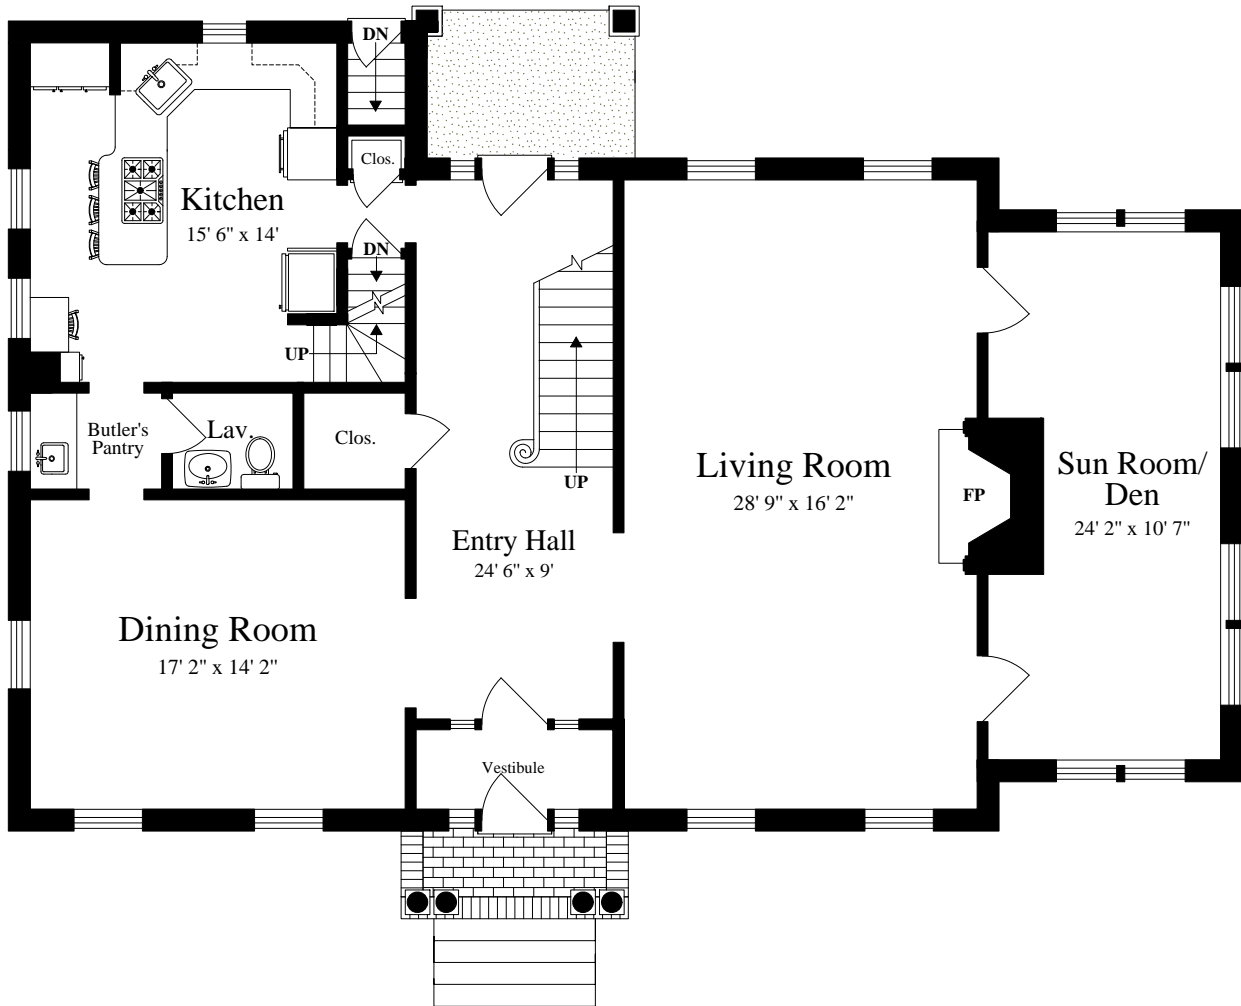 DN
Clos.
Kitchen
15' 6" x 14'
DN
UP
Butler's
Pantry
Lav.
Clos.
UP
Living Room
28' 9" x 16' 2"
FP
Sun Room/
Den
24' 2" x 10' 7"
Entry Hall
24' 6" x 9'
Dining Room
17' 2" x 14' 2"
Vestibule